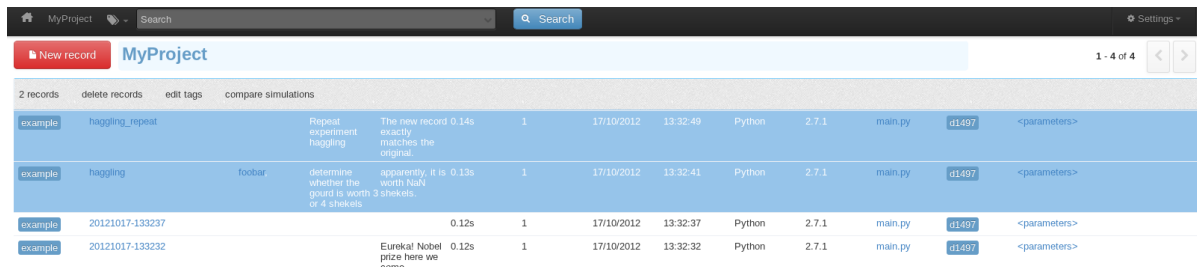 MyProject Search Search Settings
New record MyProject 1 - 4 of 4
2 records delete records edit tags compare simulations
example haggling_repeat Repeat The new record 0.14s 1 17/10/2012 13:32:49 Python 2.7.1 main.py d1497 <parameters>
experiment exactly
haggling matches the
original.
example haggling foobar. determine apparently, it is 0.13s 1 17/10/2012 13:32:41 Python 2.7.1 main.py d1497 <parameters>
whether the worth NaN
gourd is worth 3 shekels.
or 4 shekels
example 20121017-133237 0.12s 1 17/10/2012 13:32:37 Python 2.7.1 main.py d1497 <parameters>
example 20121017-133232 Eureka! Nobel 0.12s 1 17/10/2012 13:32:32 Python 2.7.1 main.py d1497 <parameters>
prize here we